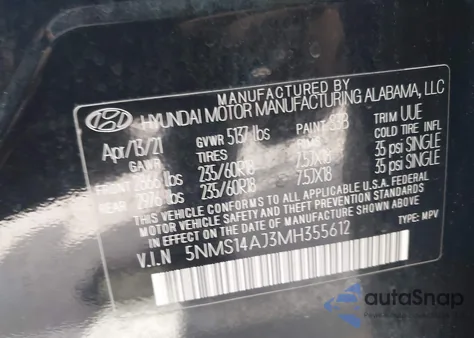 MANUFACTURED BY
HYUNDAI MOTOR MANUFACTURING ALABAMA, LLC
Apr/13/21 GVWR 5137 lbs PAINT TRIM UUE
GAWR TIRES RIMS COLD TIRE INFL.
FRONT lbs 235/60R18 7.5JX18 35 psi SINGLE
REAR 2976 lbs 235/60R18 7.5JX18 35 psi SINGLE
THIS VEHICLE CONFORMS TO ALL APPLICABLE U.S.A. FEDERAL
MOTOR VEHICLE SAFETY AND THEFT PREVENTION STANDARDS
IN EFFECT ON THE DATE OF MANUFACTURE SHOWN ABOVE.
V.I.N 5NMS14AJ3MH355612 TYPE: MPV
autaSnap